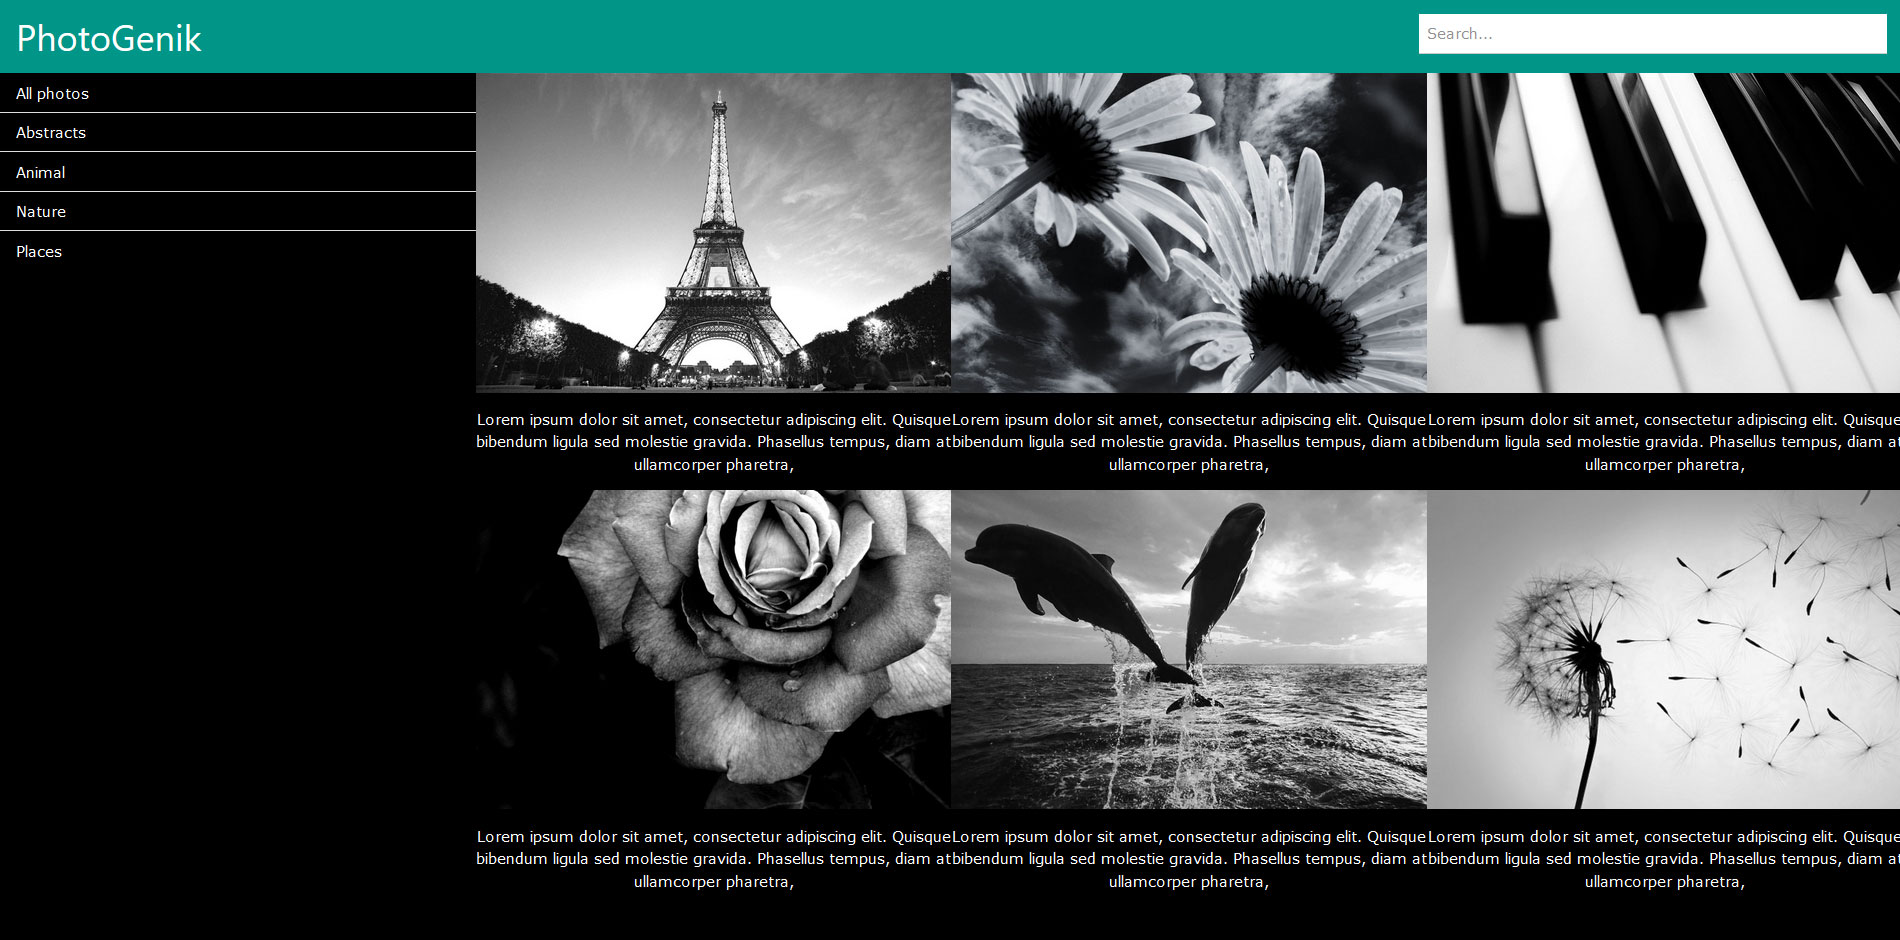 PhotoGenik
Search...
All photos
Abstracts
Animal
Nature
Places
Lorem ipsum dolor sit amet, consectetur adipiscing elit. Quisque
bibendum ligula sed molestie gravida. Phasellus tempus, diam at
ullamcorper pharetra,
Lorem ipsum dolor sit amet, consectetur adipiscing elit. Quisque
bibendum ligula sed molestie gravida. Phasellus tempus, diam at
ullamcorper pharetra,
Lorem ipsum dolor sit amet, consectetur adipiscing elit. Quisque
bibendum ligula sed molestie gravida. Phasellus tempus, diam at
ullamcorper pharetra,
Lorem ipsum dolor sit amet, consectetur adipiscing elit. Quisque
bibendum ligula sed molestie gravida. Phasellus tempus, diam at
ullamcorper pharetra,
Lorem ipsum dolor sit amet, consectetur adipiscing elit. Quisque
bibendum ligula sed molestie gravida. Phasellus tempus, diam at
ullamcorper pharetra,
Lorem ipsum dolor sit amet, consectetur adipiscing elit. Quisque
bibendum ligula sed molestie gravida. Phasellus tempus, diam at
ullamcorper pharetra,